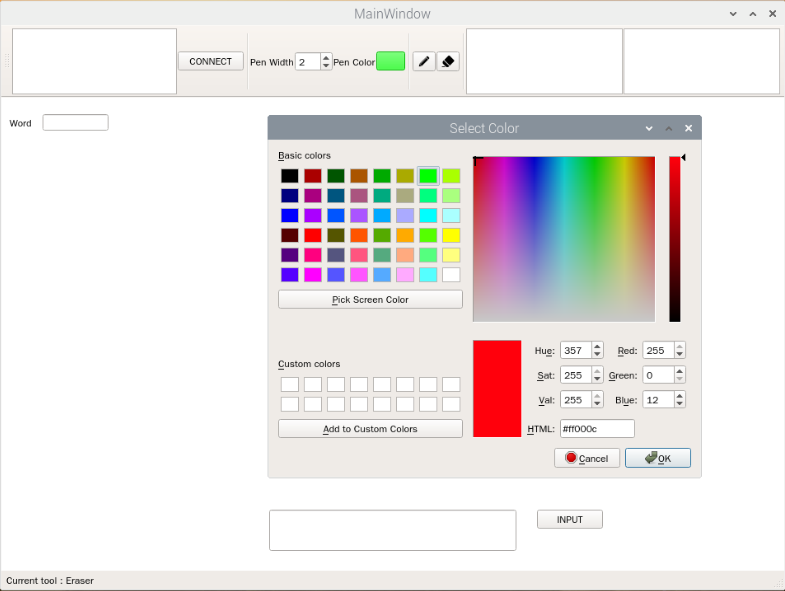 MainWindow
CONNECT
Pen Width 2 Pen Color
Word
Select Color
Basic colors
Pick Screen Color
Custom colors
Add to Custom Colors
Hue: 357 Red: 255
Sat: 255 Green: 0
Val: 255 Blue: 12
HTML: #ff000c
Cancel OK
INPUT
Current tool : Eraser